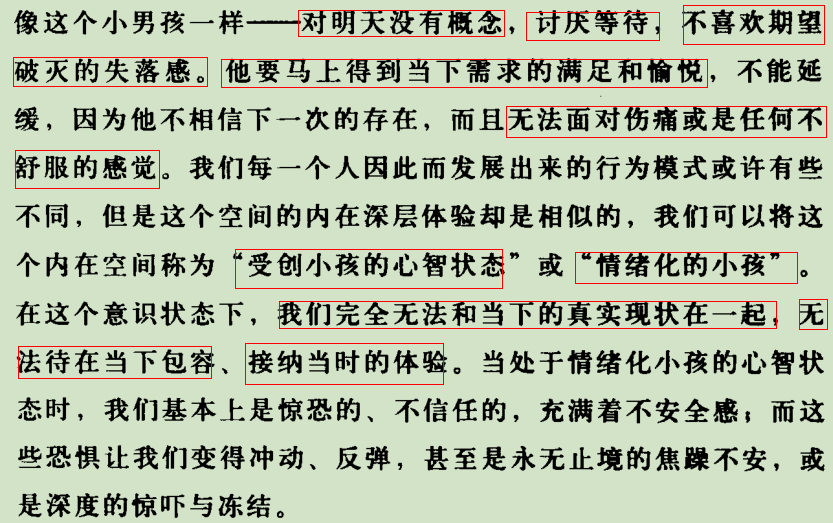 像这个小男孩一样——对明天没有概念，讨厌等待，不喜欢期望
破灭的失落感。他要马上得到当下需求的满足和愉悦，不能延
缓，因为他不相信下一次的存在，而且无法面对伤痛或是任何不
舒服的感觉。我们每一个人因此而发展出来的行为模式或许有些
不同，但是这个空间的内在深层体验却是相似的，我们可以将这
个内在空间称为“受创小孩的心智状态”或“情绪化的小孩”。
在这个意识状态下，我们完全无法和当下的真实现状在一起，无
法待在当下包容、接纳当时的体验。当处于情绪化小孩的心智状
态时，我们基本上是惊恐的、不信任的，充满着不安全感；而这
些恐惧让我们变得冲动、反弹，甚至是永无止境的焦躁不安，或
是深度的惊吓与冻结。